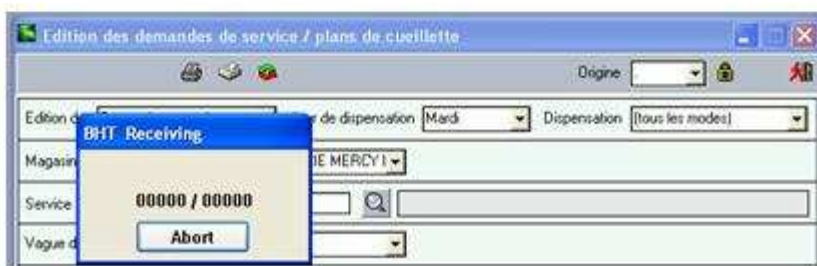 Edition des demandes de service / plans de cueillette
Origine
Edition d
de dispensation Mardi Dispensation (tous les modes)
BHT Receiving
Magasin
IE MERCY
Service
00000 / 00000
Vague d
Abort